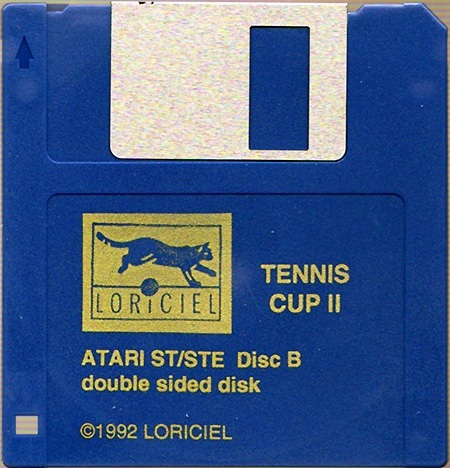 LORICIEL
TENNIS
CUP II
ATARI ST/STE Disc B
double sided disk
©1992 LORICIEL